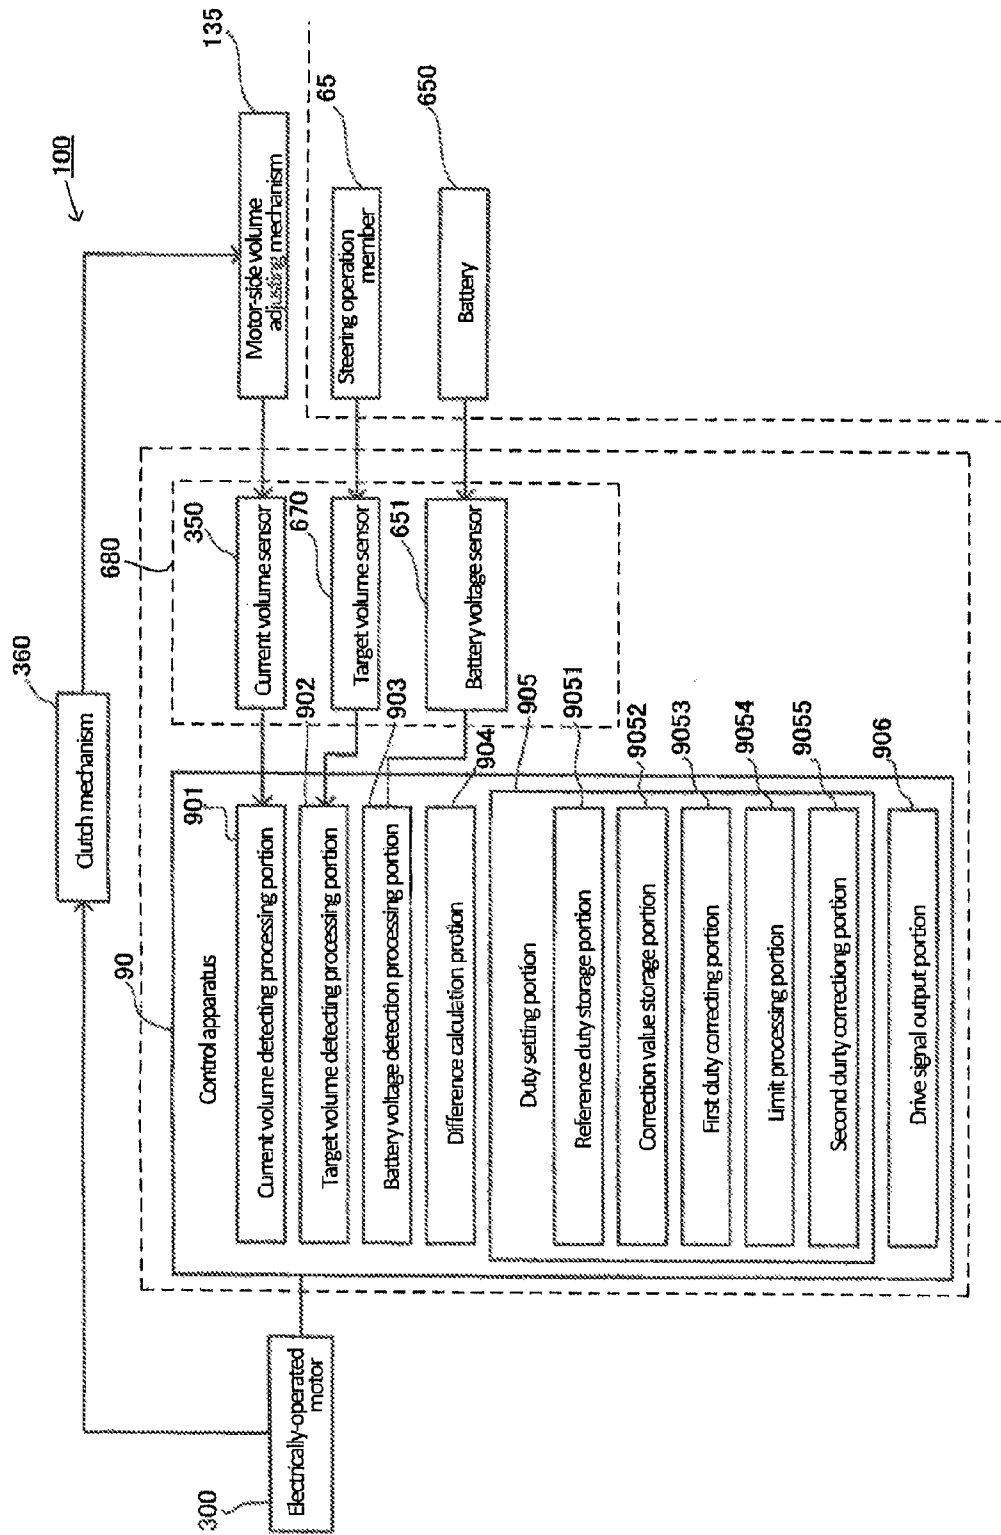 100
360
Clutch mechanism
135
Motor-side volume
adjusting mechanism
65
Steering operation
member
650
Battery
680
350
Current volume sensor
670
Target volume sensor
651
Battery voltage sensor
90
Control apparatus
901
Current volume detecting processing portion
902
Target volume detecting processing portion
903
Battery voltage detection processing portion
904
Difference calculation protion
905
Duty setting portion
9051
Reference duty storage portion
9052
Correction value storage portion
9053
First duty correcting portion
9054
Limit processing portion
9055
Second duty correctiong portion
906
Drive signal output portion
300
Electrically-operated
motor